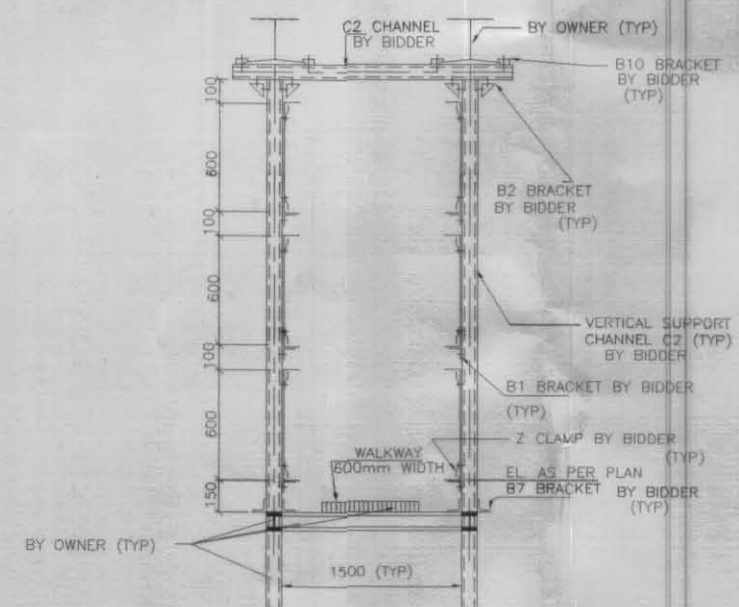 C2 CHANNEL
BY BIDDER
BY OWNER (TYP)
B10 BRACKET
BY BIDDER
(TYP)
100
600
B2 BRACKET
BY BIDDER
(TYP)
100
600
VERTICAL SUPPORT
CHANNEL C2 (TYP)
BY BIDDER
100
B1 BRACKET BY BIDDER
(TYP)
600
Z CLAMP BY BIDDER
(TYP)
WALKWAY
600mm WIDTH
EL. AS PER PLAN
B7 BRACKET BY BIDDER
(TYP)
150
BY OWNER (TYP)
1500 (TYP)